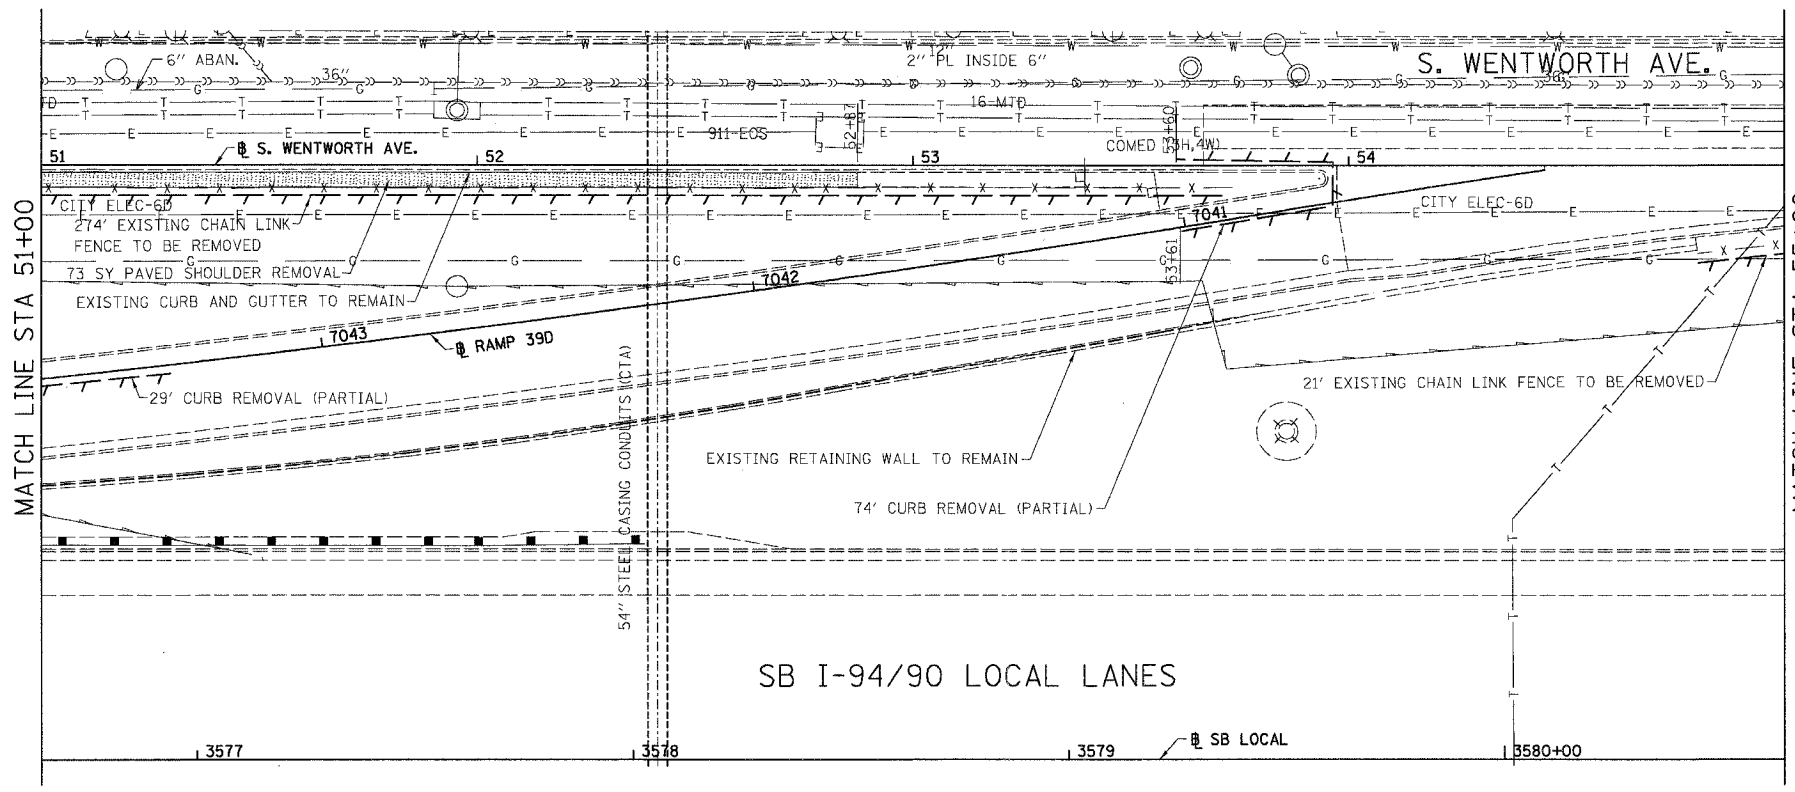 6" ABAN.
36"
12"
2" PL INSIDE 6"
S. WENTWORTH AVE.
36"
16-MTD
911-EOS
52+87
53+60
COMED (3H,4W)
51
℄ S. WENTWORTH AVE.
52
53
54
CITY ELEC-6D
CITY ELEC-6D
274' EXISTING CHAIN LINK
FENCE TO BE REMOVED
73 SY PAVED SHOULDER REMOVAL
EXISTING CURB AND GUTTER TO REMAIN
7041
7042
7043
53+61
℄ RAMP 39D
29' CURB REMOVAL (PARTIAL)
21' EXISTING CHAIN LINK FENCE TO BE REMOVED
EXISTING RETAINING WALL TO REMAIN
74' CURB REMOVAL (PARTIAL)
54" STEEL CASING CONDUITS (CTA)
MATCH LINE STA 51+00
SB I-94/90 LOCAL LANES
3577
3578
3579
℄ SB LOCAL
3580+00